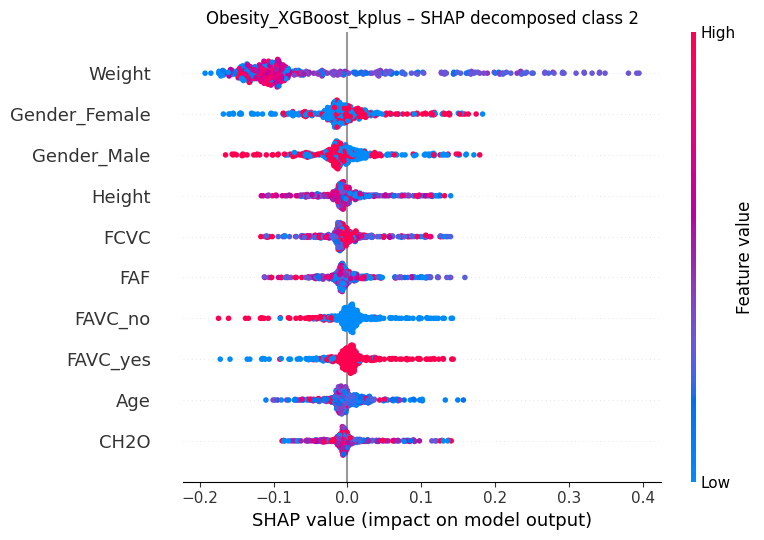 Obesity_XGBoost_kplus – SHAP decomposed class 2
High
Weight
Gender_Female
Gender_Male
Height
FCVC
FAF
FAVC_no
FAVC_yes
Age
CH2O
Feature value
Low
−0.2 −0.1 0.0 0.1 0.2 0.3 0.4
SHAP value (impact on model output)